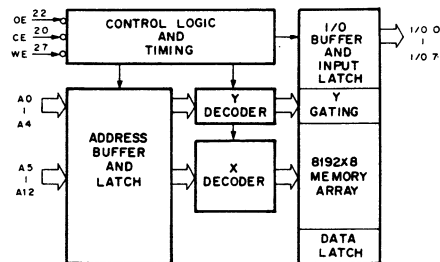 OE 22
CE 20
WE 27
CONTROL LOGIC
AND
TIMING
I/O
BUFFER
AND
INPUT
LATCH
I/O 0
I
I/O 7
A0
I
A4
Y
DECODER
Y
GATING
ADDRESS
BUFFER
AND
LATCH
A5
I
A12
X
DECODER
8192X8
MEMORY
ARRAY
DATA
LATCH